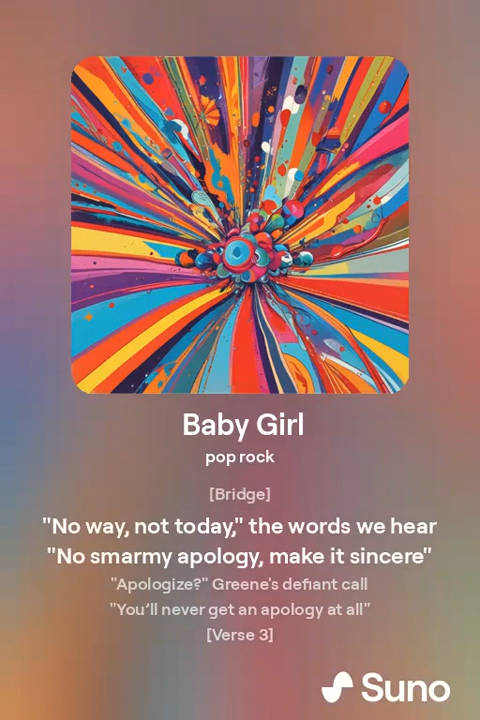 Baby Girl
pop rock
[Bridge]
"No way, not today," the words we hear
"No smarmy apology, make it sincere"
"Apologize?" Greene's defiant call
"You'll never get an apology at all"
[Verse 3]
Suno